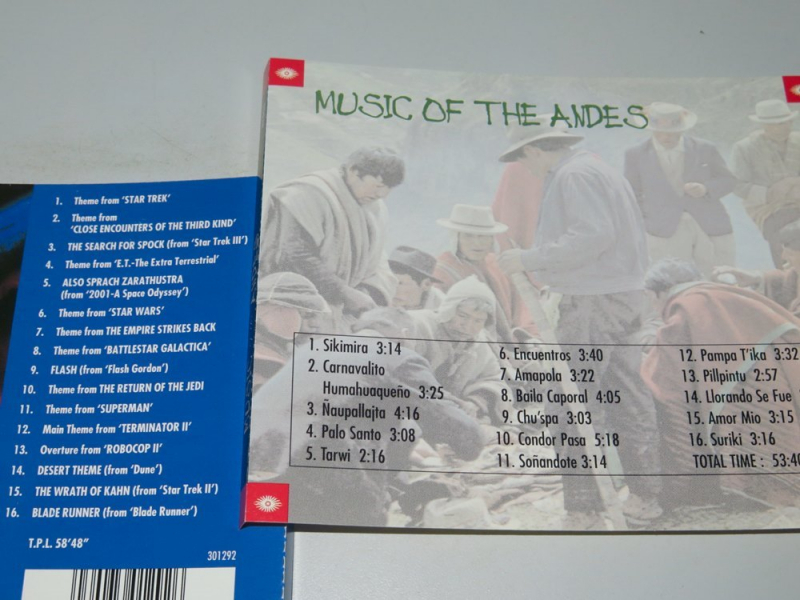 1. Theme from 'STAR TREK'
2. Theme from
'CLOSE ENCOUNTERS OF THE THIRD KIND'
3. THE SEARCH FOR SPOCK (from 'Star Trek III')
4. Theme from 'E.T.-The Extra Terrestrial'
5. ALSO SPRACH ZARATHUSTRA
(from '2001-A Space Odyssey')
6. Theme from 'STAR WARS'
7. Theme from THE EMPIRE STRIKES BACK
8. Theme from 'BATTLESTAR GALACTICA'
9. FLASH (from 'Flash Gordon')
10. Theme from THE RETURN OF THE JEDI
11. Theme from 'SUPERMAN'
12. Main Theme from 'TERMINATOR II'
13. Overture from 'ROBOCOP II'
14. DESERT THEME (from 'Dune')
15. THE WRATH OF KAHN (from 'Star Trek II')
16. BLADE RUNNER (from 'Blade Runner')
T.P.L. 58'48"
301292
MUSIC OF THE ANDES
1. Sikimira 3:14
2. Carnavalito
Humahuaqueño 3:25
3. Ñaupallajta 4:16
4. Palo Santo 3:08
5. Tarwi 2:16
6. Encuentros 3:40
7. Amapola 3:22
8. Baila Caporal 4:05
9. Chu'spa 3:03
10. Condor Pasa 5:18
11. Soñandote 3:14
12. Pampa T'ika 3:32
13. Pillpintu 2:57
14. Llorando Se Fue
15. Amor Mio 3:15
16. Suriki 3:16
TOTAL TIME : 53:40